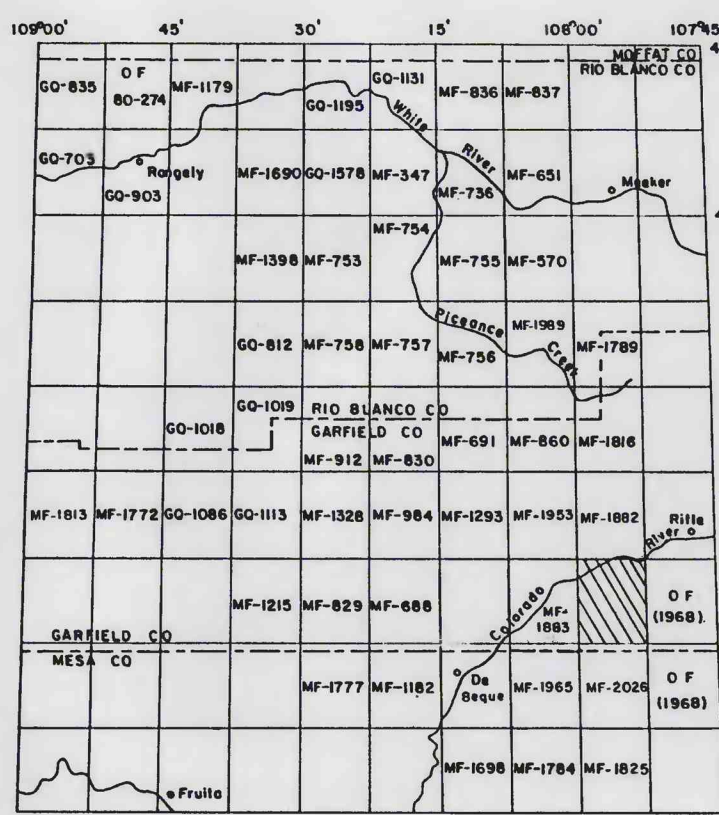 109°00' 45' 30' 15' 106°00' 107°45
4
MOFFAT CO
RIO BLANCO CO
GQ-835 OF 80-274 MF-1179 GQ-1195 GQ-1131 MF-836 MF-837
White River
GQ-703 Rangely GQ-903 MF-1690 GQ-1578 MF-347 MF-736 MF-651 Meeker
MF-1398 MF-753 MF-754 MF-755 MF-570
Piceance Creek
GQ-812 MF-758 MF-757 MF-756 MF-1989 MF-1789
GQ-1018 GQ-1019 RIO BLANCO CO
GARFIELD CO
MF-912 MF-830 MF-691 MF-860 MF-1816
MF-1813 MF-1772 GQ-1086 GQ-1113 MF-1328 MF-984 MF-1293 MF-1953 MF-1882 Rifle
Colorado River
MF-1215 MF-829 MF-688 MF-1883 OF (1968).
GARFIELD CO
MESA CO
MF-1777 MF-1182 De Beque MF-1965 MF-2026 OF (1968)
Fruita MF-1698 MF-1784 MF-1825